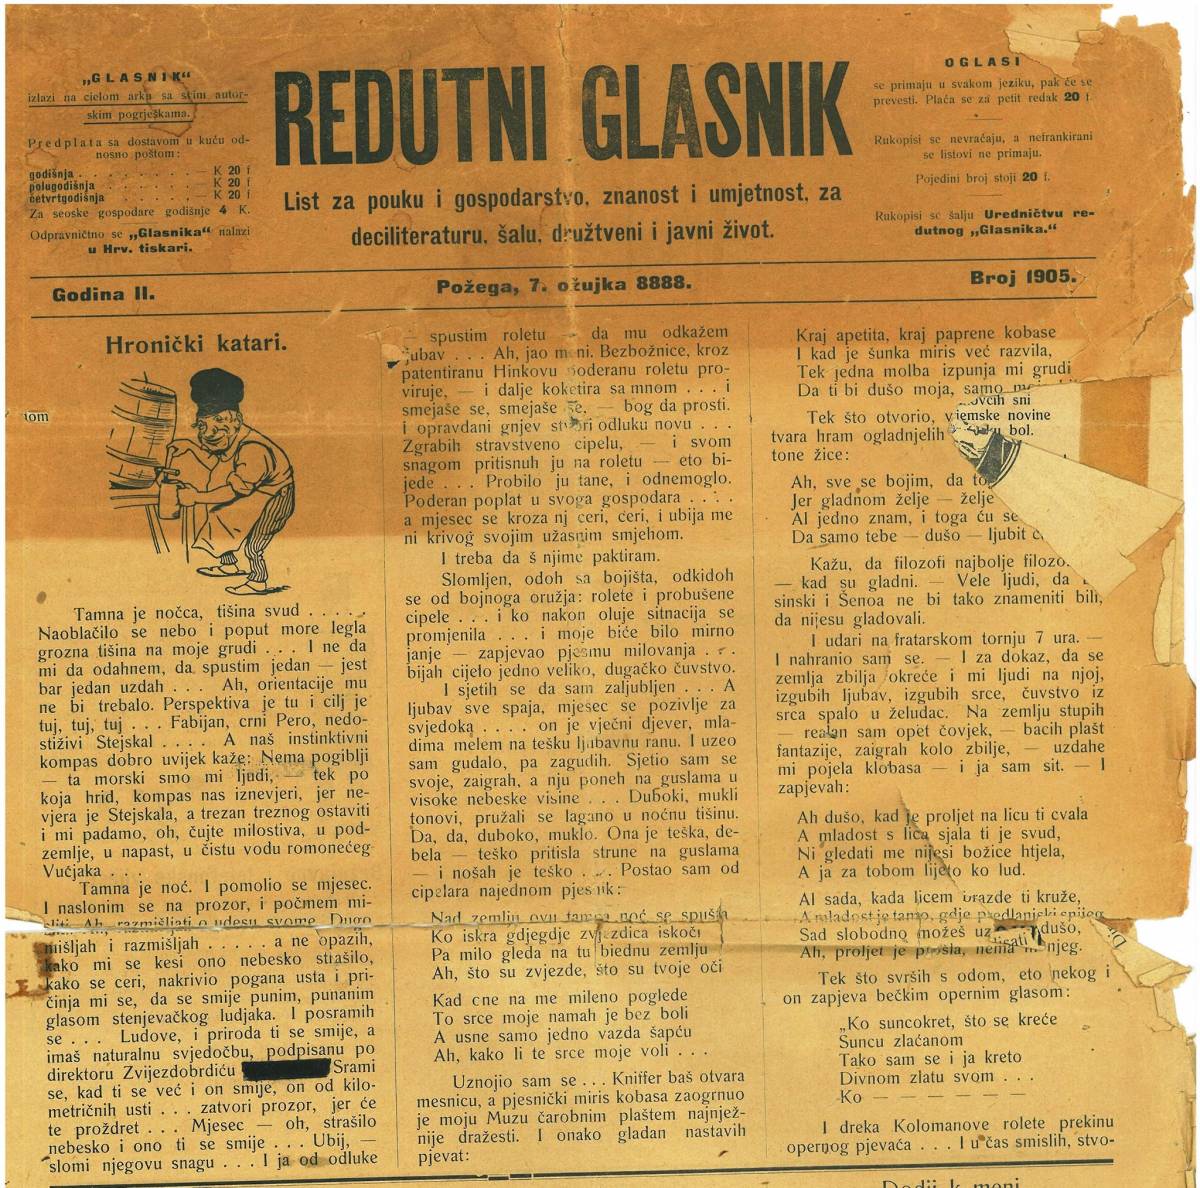 „GLASNIK“
izlazi na cielom arku sa svim autor-
skim pogrješkama.
Predplata sa dostavom u kuću od-
nosno poštom:
godišnja . . . . . . . . . — K 20 f
polugodišnja . . . . . . . — K 20 f
četvrtgodišnja . . . . . . — K 20 f
Za seoske gospodare godišnje 4 K.
Odpravničtno se „Glasnika“ nalazi
u Hrv. tiskari.
REDUTNI GLASNIK
List za pouku i gospodarstvo, znanost i umjetnost, za
deciliteraturu, šalu, družtveni i javni život.
OGLASI
se primaju u svakom jeziku, pak će se
prevesti. Plaća se za petit redak 20 f.
Rukopisi se nevraćaju, a nefrankirani
se listovi ne primaju.
Pojedini broj stoji 20 f.
Rukopisi se šalju Uredničtvu re-
dutnog „Glasnika.“
Godina II.
Požega, 7. ožujka 8888.
Broj 1905.
Hronički katari.
tom
Tamna je noćca, tišina svud . . . . .
Naoblačilo se nebo i poput more legla
grozna tišina na moje grudi . . . I ne da
mi da odahnem, da spustim jedan — jest
bar jedan uzdah . . . Ah, orientacije mu
ne bi trebalo. Perspektiva je tu i cilj je
tuj, tuj, tuj . . . Fabijan, crni Pero, nedo-
stiživi Stejskal . . . . A naš instinktivni
kompas dobro uvijek kaže: Nema pogiblji
— ta morski smo mi ljudi, — tek po
koja hrid, kompas nas iznevjeri, jer ne-
vjera je Stejskala, a trezan treznog ostaviti
i mi padamo, oh, čujte milostiva, u pod-
zemlje, u napast, u čistu vodu romonećeg
Vučjaka . . .
Tamna je noć. I pomolio se mjesec.
I naslonim se na prozor, i počmem mi-
sliti. Ah, razmišljati o udesu svome. Dugo
mišljah i razmišljah . . . . . a ne opazih,
kako mi se kesi ono nebesko strašilo,
kako se ceri, nakrivio pogana usta i pri-
činja mi se, da se smije punim, punanim
glasom stenjevačkog ludjaka. I posramih
se . . . Ludove, i priroda ti se smije, a
imaš naturalnu svjedočbu, podpisanu po
direktoru Zvijezdobrdiću Srami
se, kad ti se već i on smije, on od kilo-
metričnih usti . . . zatvori prozor, jer će
te proždret . . . Mjesec — oh, strašilo
nebesko i ono ti se smije . . . Ubij, —
slomi njegovu snagu . . . I ja od odluke
— spustim roletu — da mu odkažem
ljubav . . . Ah, jao meni. Bezbožnice, kroz
patentiranu Hinkovu poderanu roletu pro-
viruje, — i dalje koketira sa mnom . . . i
smejaše se, smejaše se, — bog da prosti.
I opravdani gnjev stvori odluku novu . . .
Zgrabih stravstveno cipelu, — i svom
snagom pritisnuh ju na roletu — eto bi-
jede . . . Probilo ju tane, i odnemoglo.
Poderan poplat u svoga gospodara . . . .
a mjesec se kroza nj ceri, ceri, i ubija me
ni krivog svojim užasnim smjehom.
I treba da š njime paktiram.
Slomljen, odoh sa bojišta, odkidoh
se od bojnoga oružja: rolete i probušene
cipele . . . i ko nakon oluje sitnacija se
promjenila . . . i moje biće bilo mirno
janje — zapjevao pjesmu milovanja . . .
bijah cijelo jedno veliko, dugačko čuvstvo.
I sjetih se da sam zaljubljen . . . A
ljubav sve spaja, mjesec se pozivlje za
svjedoka . . . . on je vječni djever, mla-
dima melem na tešku ljubavnu ranu. I uzeo
sam gudalo, pa zagudih. Sjetio sam se
svoje, zaigrah, a nju poneh na guslama u
visoke nebeske visine . . . Duboki, mukli
tonovi, pružali se lagano u noćnu tišinu.
Da, da, duboko, muklo. Ona je teška, de-
bela — teško pritisla strune na guslama
— i nošah je teško . . . Postao sam od
cipelara najednom pjesnik:
Nad zemlju ovu tamna noć se spušta
Ko iskra gdjegdje zvjezdica iskoči
Pa milo gleda na tu biednu zemlju
Ah, što su zvjezde, što su tvoje oči
Kad one na me mileno poglede
To srce moje namah je bez boli
A usne samo jedno vazda šapću
Ah, kako li te srce moje voli . . .
Uznojio sam se . . . Kniffer baš otvara
mesnicu, a pjesnički miris kobasa zaogrnuo
je moju Muzu čarobnim plaštem najnjež-
nije dražesti. I onako gladan nastavih
pjevat:
Kraj apetita, kraj paprene kobase
I kad je šunka miris već razvila,
Tek jedna molba izpunja mi grudi
Da ti bi dušo moja, samo
ovčih sni
Tek što otvorio, v jemske novine
tvara hram ogladnjelih bol.
tone žice:
Ah, sve se bojim, da to
Jer gladnom želje — želje
Al jedno znam, i toga ću se
Da samo tebe — dušo — ljubit
Kažu, da filozofi najbolje filozo
— kad su gladni. — Vele ljudi, da
sinski i Šenoa ne bi tako znameniti bili,
da nijesu gladovali.
I udari na fratarskom tornju 7 ura. —
I nahranio sam se. — I za dokaz, da se
zemlja zbilja okreće i mi ljudi na njoj,
izgubih ljubav, izgubih srce, čuvstvo iz
srca spalo u želudac. Na zemlju stupih
— realan sam opet čovjek, — bacih plašt
fantazije, zaigrah kolo zbilje, — uzdahe
mi pojela klobasa — i ja sam sit. — I
zapjevah:
Ah dušo, kad je proljet na licu ti cvala
A mladost s lica sjala ti je svud,
Ni gledati me nijesi božice htjela,
A ja za tobom lijeto ko lud.
Al sada, kada licem brazde ti kruže,
A mladost je tamo, gdje predlanjski snijeg
Sad slobodno možeš uz dušo,
pisati
Ah, proljet je prošla, nema njeg.
Di
Tek što svrših s odom, eto nekog i
on zapjeva bečkim opernim glasom:
„Ko suncokret, što se kreće
Suncu zlaćanom
Tako sam se i ja kreto
Divnom zlatu svom . . .
Ko — — — — — —
I dreka Kolomanove rolete prekinu
opernog pjevača . . . I u čas smislih, stvo-
Dodji k meni